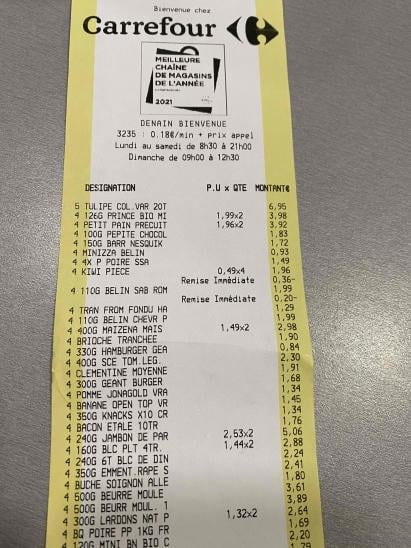 Bienvenue chez
Carrefour
MEILLEURE
CHAÎNE
DE MAGASINS
DE L'ANNÉE
2021
DENAIN BIENVENUE
3235 : 0.18€/min + prix appel
Lundi au samedi de 8h30 à 21h00
Dimanche de 09h00 à 12h30
DESIGNATION P.U x QTE MONTANT€
5 TULIPE COL.VAR 20T 6,95
4 126G PRINCE BIO MI 1,99x2 3,98
4 PETIT PAIN PRECUIT 1,96x2 3,92
4 100G PEPITE CHOCOL 1,83
4 150G BARR NESQUIK 1,72
4 MINIZZA BELIN 0,93
4 4X P POIRE SSA 1,49
4 KIWI PIECE 0,49x4 1,96
Remise Immédiate 0,36-
4 110G BELIN SAB ROM 1,99
Remise Immédiate 0,20-
4 TRAN FROM FONDU HA 1,29
4 110G BELIN CHEV P 1,99
4 400G MAIZENA MAIS 1,49x2 2,98
4 BRIOCHE TRANCHEE 1,90
4 330G HAMBURGER GEA 0,84
4 400G SCE TOM.LEG. 2,30
4 CLEMENTINE MOYENNE 1,91
4 300G GEANT BURGER 1,68
4 POMME JONAGOLD VRA 1,34
4 BANANE OPEN TOP VR 1,45
4 350G KNACKS X10 CR 1,34
4 BACON ETALE 10TR 1,76
4 240G JAMBON DE PAR 2,53x2 5,06
4 160G BLC PLT 4TR. 1,44x2 2,88
4 240G 6T BLC DE DIN 2,24
4 350G EMMENT.RAPE S 2,41
4 BUCHE SOIGNON ALLE 1,80
4 500G BEURRE MOULE 3,61
4 500G BEURR MOUL. 1 3,89
4 300G LARDONS NAT P 1,32x2 2,64
4 BQ POIRE PP 1KG FR 1,69
4 120G MINI BN BIO C 2,20
1,79